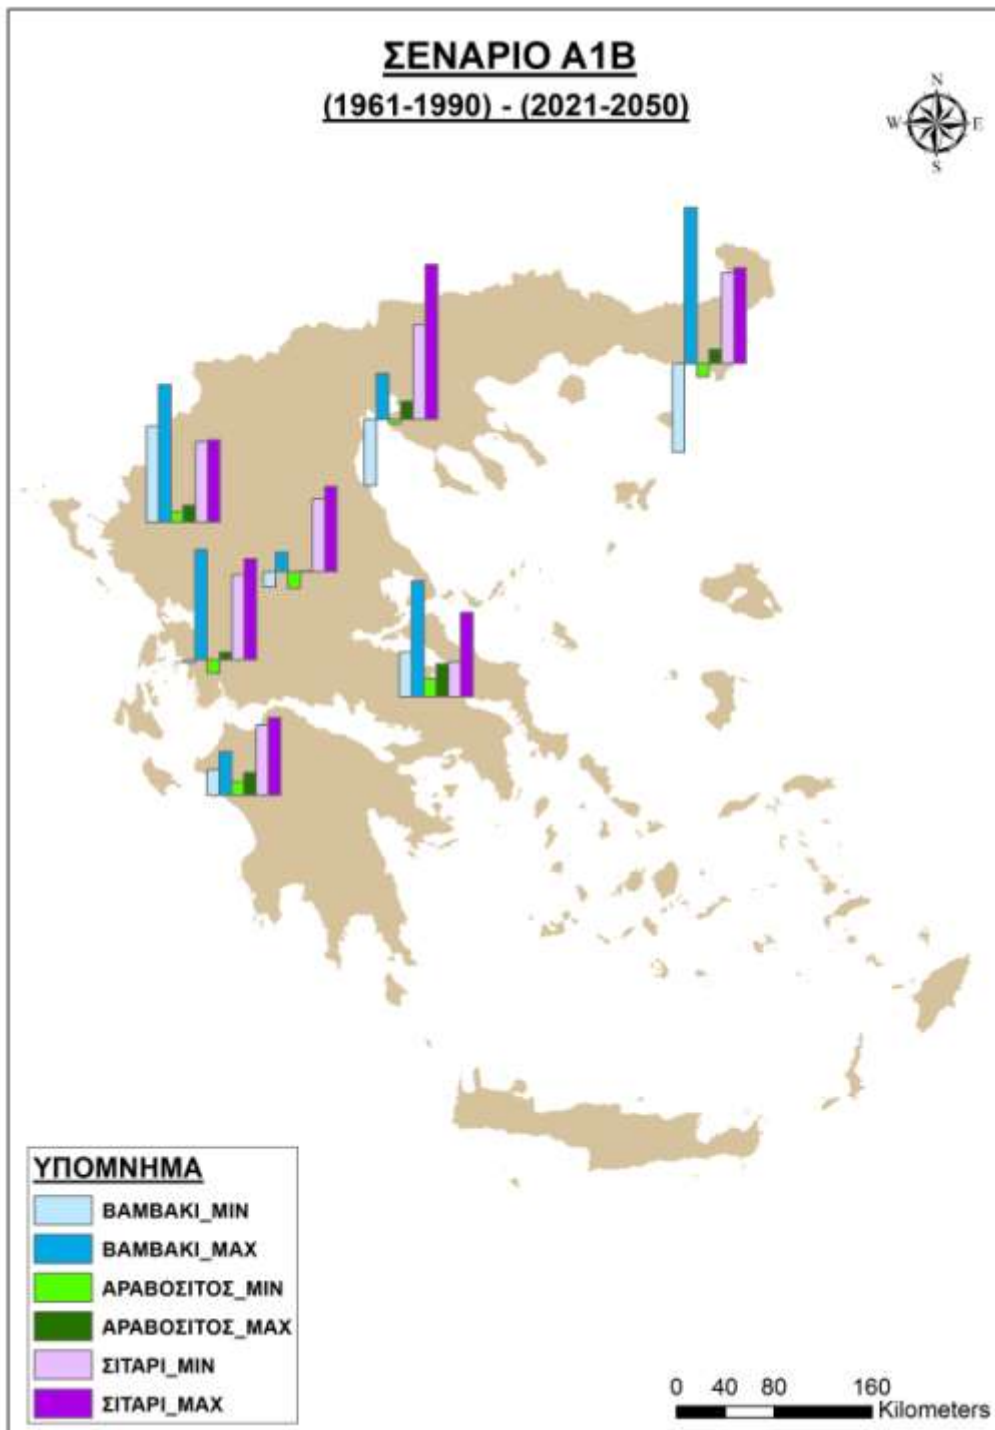 ΣΕΝΑΡΙΟ Α1Β
(1961-1990) - (2021-2050)
N
W E
S
ΥΠΟΜΝΗΜΑ
ΒΑΜΒΑΚΙ_MIN
ΒΑΜΒΑΚΙ_MAX
ΑΡΑΒΟΣΙΤΟΣ_MIN
ΑΡΑΒΟΣΙΤΟΣ_MAX
ΣΙΤΑΡΙ_MIN
ΣΙΤΑΡΙ_MAX
0 40 80 160
Kilometers